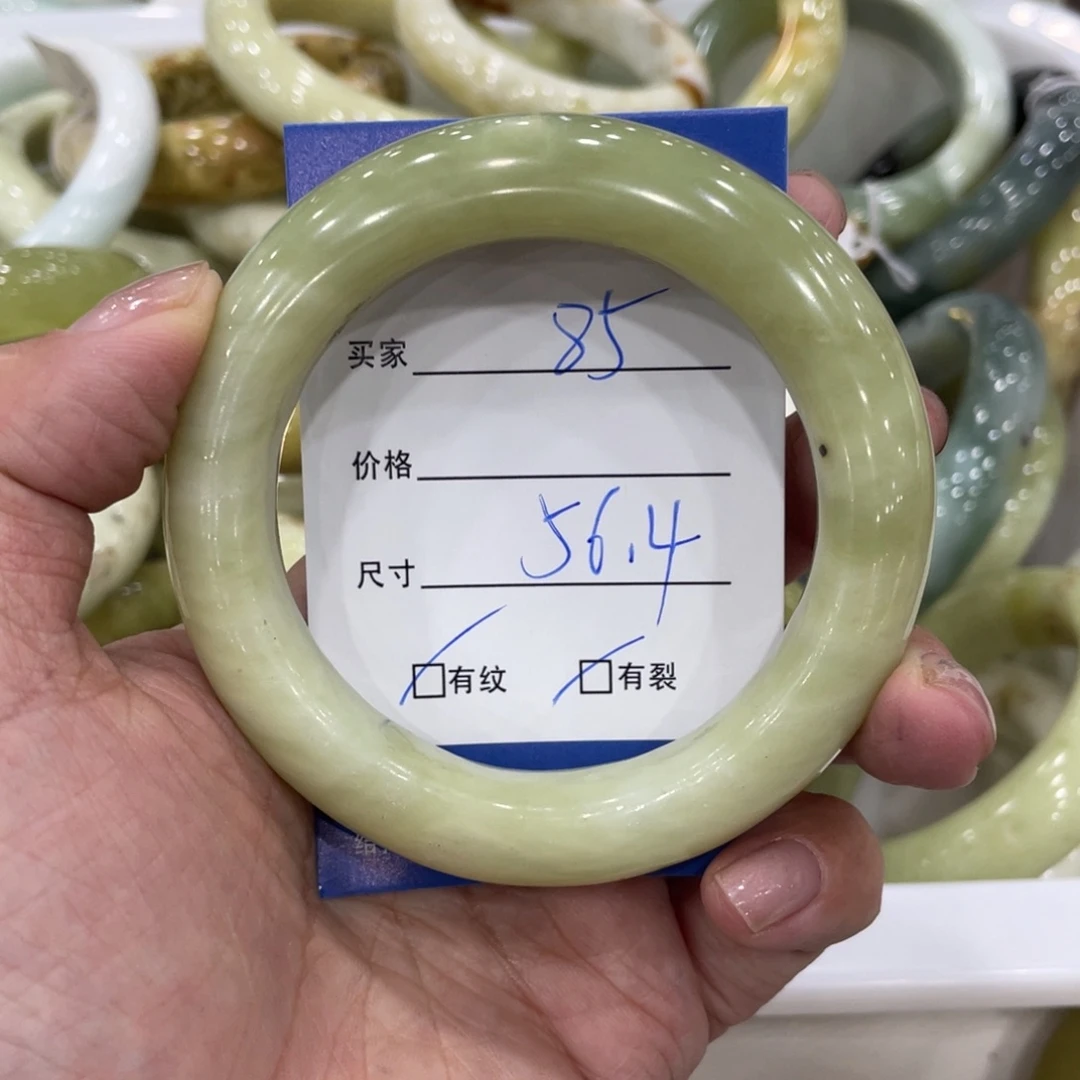 买家 85
价格
尺寸 56.4
☐有纹 ☐有裂